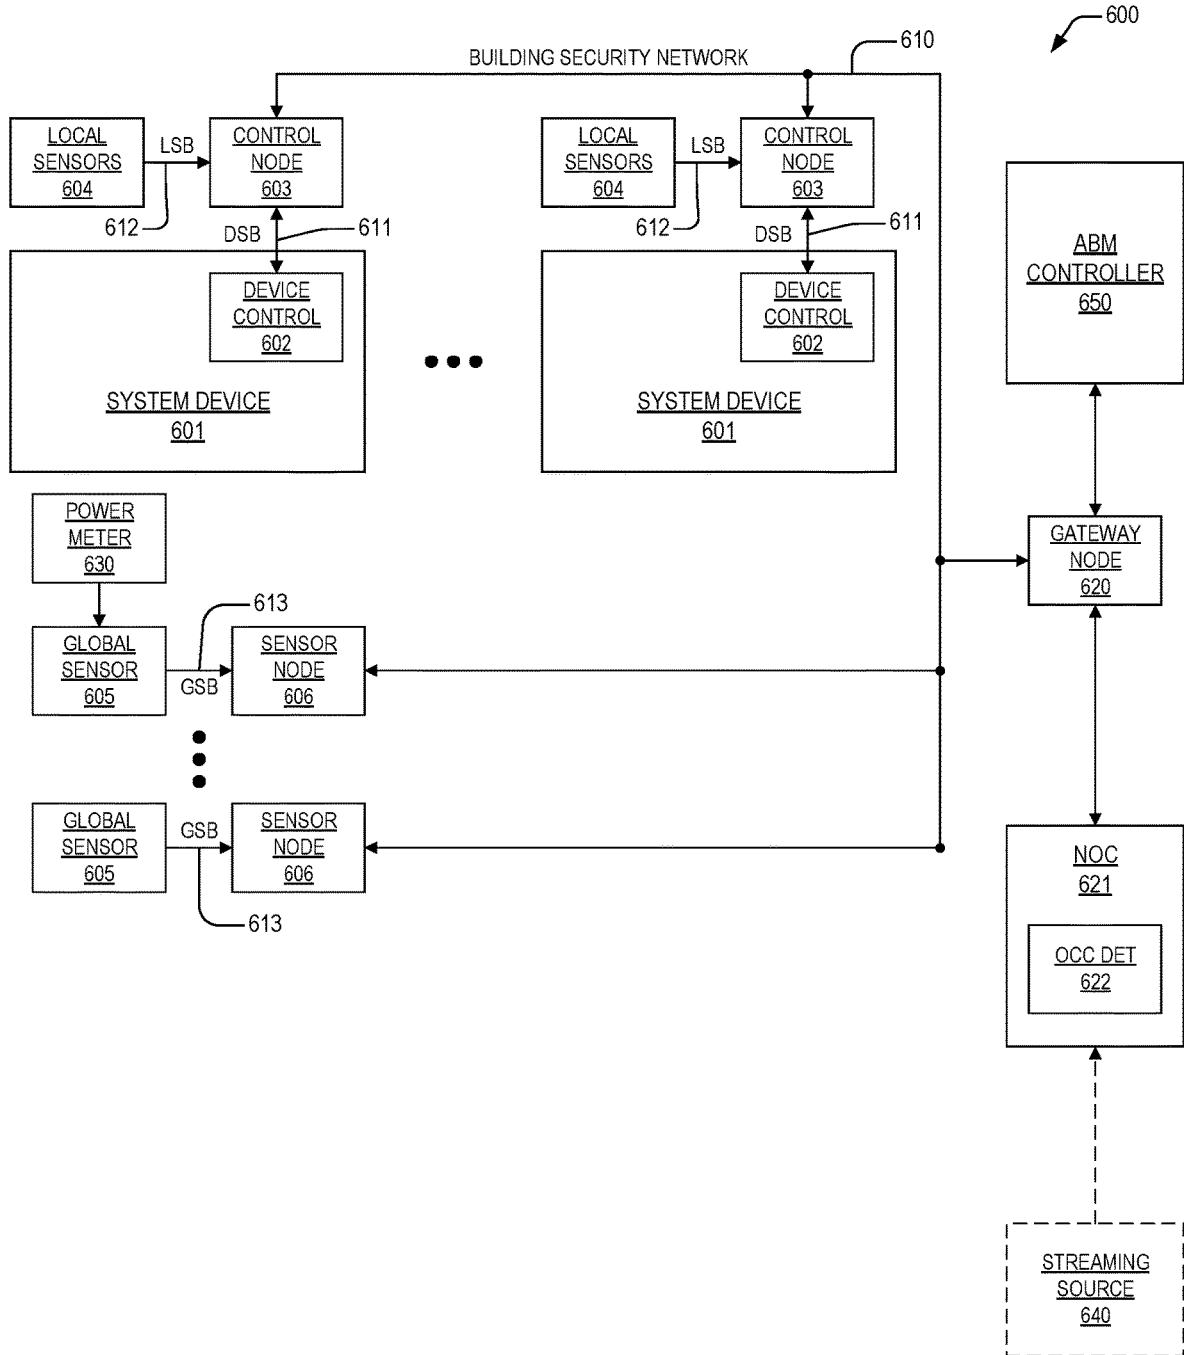 600
610
BUILDING SECURITY NETWORK
LOCAL
SENSORS
604
LSB
612
CONTROL
NODE
603
DSB
611
DEVICE
CONTROL
602
SYSTEM DEVICE
601
LOCAL
SENSORS
604
LSB
612
CONTROL
NODE
603
DSB
611
DEVICE
CONTROL
602
SYSTEM DEVICE
601
ABM
CONTROLLER
650
POWER
METER
630
GATEWAY
NODE
620
GLOBAL
SENSOR
605
613
GSB
SENSOR
NODE
606
GLOBAL
SENSOR
605
GSB
613
SENSOR
NODE
606
NOC
621
OCC DET
622
STREAMING
SOURCE
640